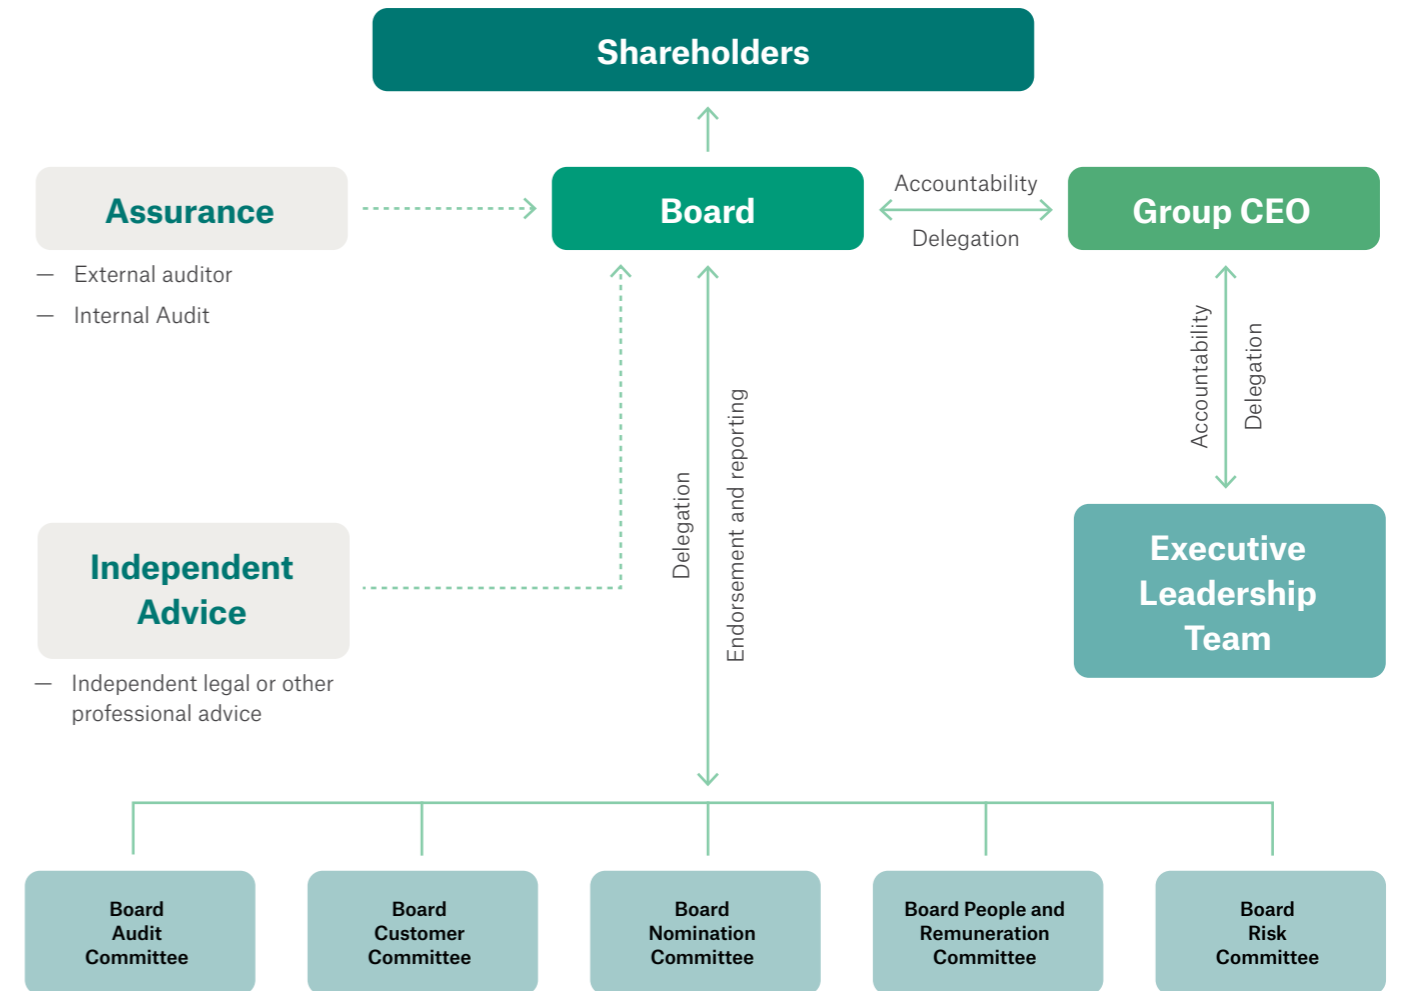 Shareholders
Assurance
— External auditor
— Internal Audit
Board
Accountability
Delegation
Group CEO
Accountability
Delegation
Executive
Leadership
Team
Independent
Advice
— Independent legal or other
professional advice
Delegation
Endorsement and reporting
Board
Audit
Committee
Board
Customer
Committee
Board
Nomination
Committee
Board People and
Remuneration
Committee
Board
Risk
Committee